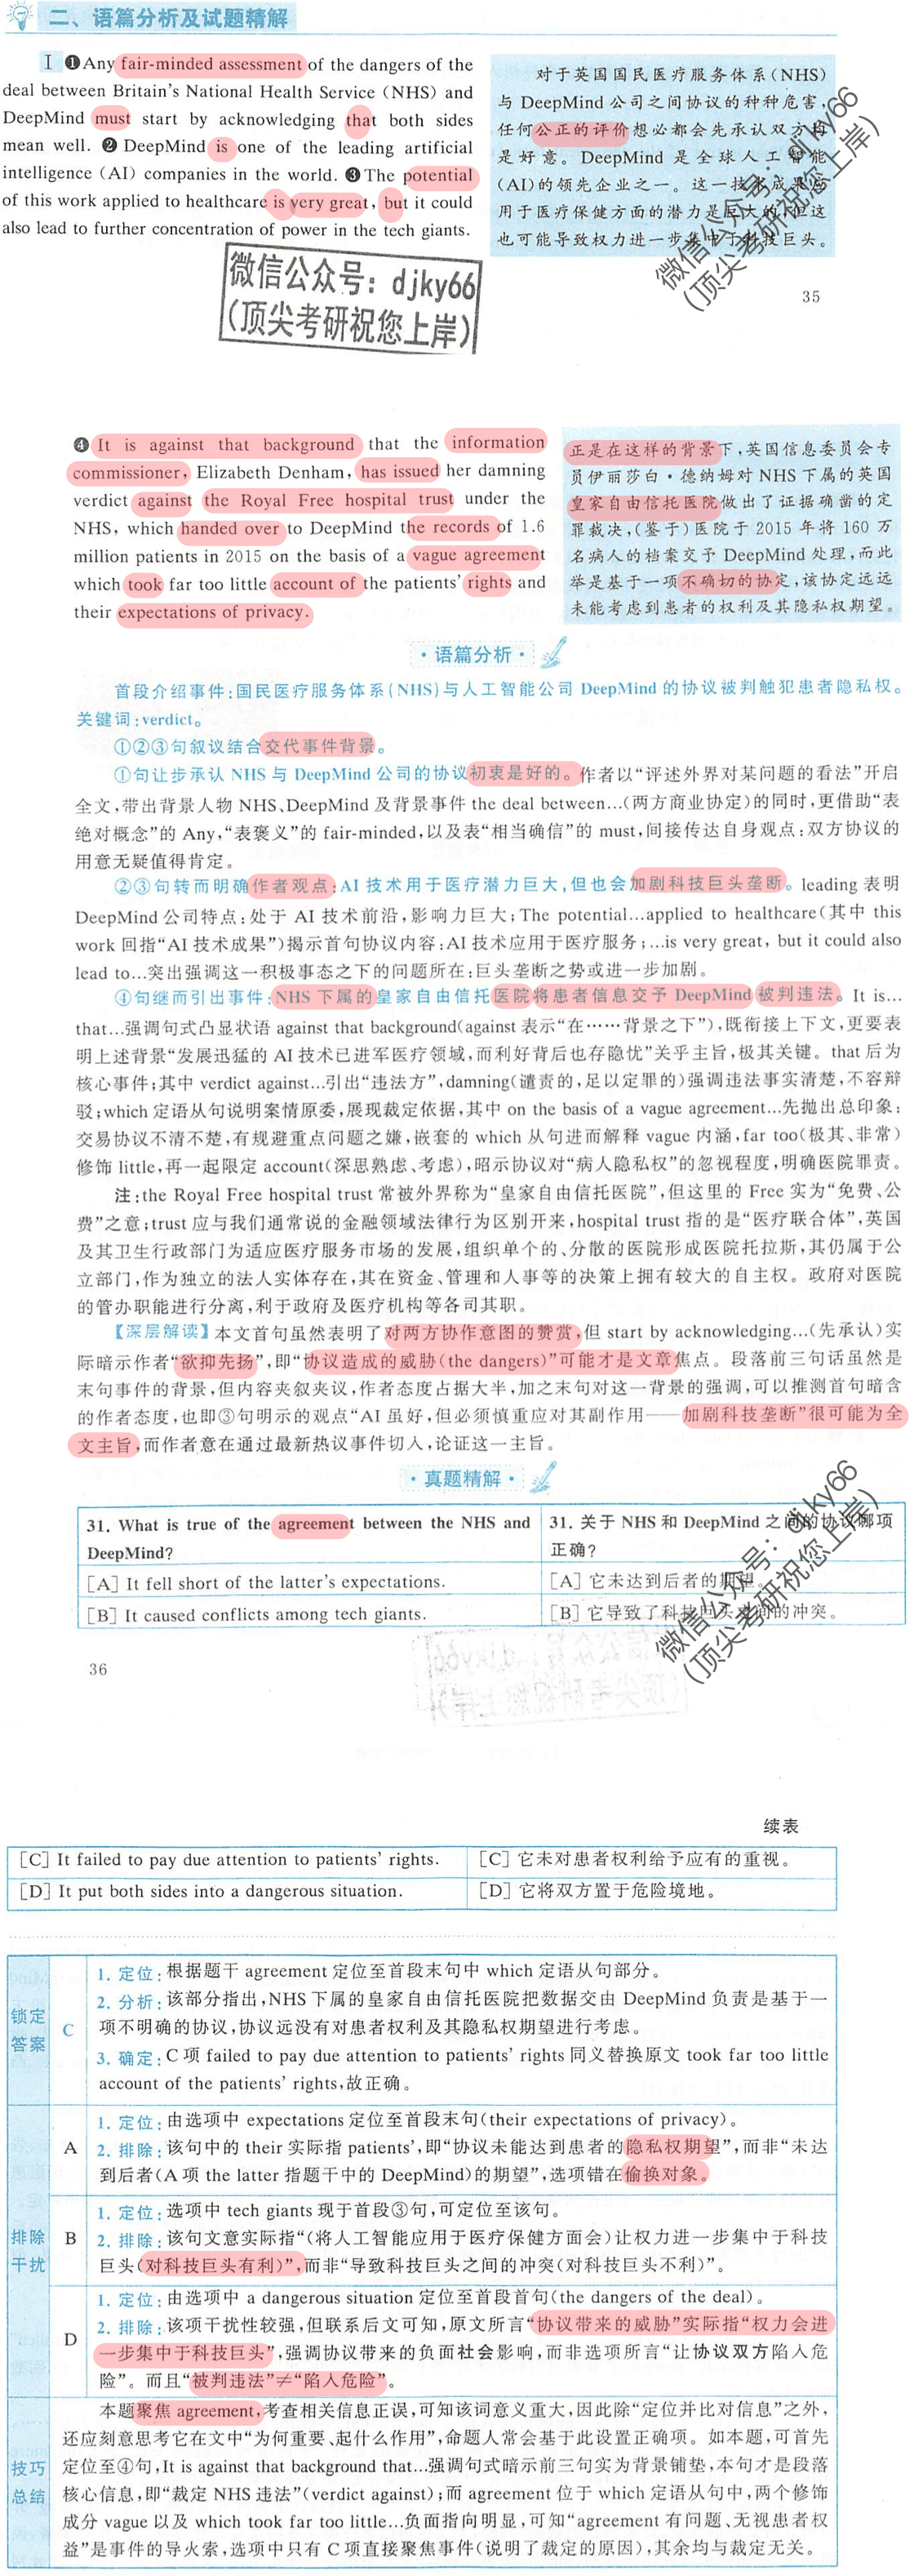 二、语篇分析及试题精解
Ⅰ ❶Any fair-minded assessment of the dangers of the
deal between Britain's National Health Service (NHS) and
DeepMind must start by acknowledging that both sides
mean well. ❷ DeepMind is one of the leading artificial
intelligence (AI) companies in the world. ❸The potential
of this work applied to healthcare is very great, but it could
also lead to further concentration of power in the tech giants.
对于英国国民医疗服务体系(NHS)
与 DeepMind 公司之间协议的种种危害,
任何公正的评价想必都会先承认双方皆
是好意。DeepMind 是全球人工智能
(AI)的领先企业之一。这一技术成果应
用于医疗保健方面的潜力是巨大的,但这
也可能导致权力进一步集中于科技巨头。
微信公众号: djky66
(顶尖考研祝您上岸)
微信公众号: djky66
(顶尖考研祝您上岸)
35
❹ It is against that background that the information
commissioner, Elizabeth Denham, has issued her damning
verdict against the Royal Free hospital trust under the
NHS, which handed over to DeepMind the records of 1.6
million patients in 2015 on the basis of a vague agreement
which took far too little account of the patients' rights and
their expectations of privacy.
正是在这样的背景下,英国信息委员会专
员伊丽莎白·德纳姆对 NHS 下属的英国
皇家自由信托医院做出了证据确凿的定
罪裁决,(鉴于)医院于 2015 年将 160 万
名病人的档案交予 DeepMind 处理,而此
举是基于一项不确切的协定,该协定远远
未能考虑到患者的权利及其隐私权期望。
·语篇分析·
首段介绍事件:国民医疗服务体系(NHS)与人工智能公司 DeepMind 的协议被判触犯患者隐私权。
关键词:verdict。
①②③句叙议结合交代事件背景。
①句让步承认 NHS 与 DeepMind 公司的协议初衷是好的。作者以“评述外界对某问题的看法”开启
全文,带出背景人物 NHS、DeepMind 及背景事件 the deal between…(两方商业协定)的同时,更借助“表
绝对概念”的 Any,“表褒义”的 fair-minded,以及表“相当确信”的 must,间接传达自身观点:双方协议的
用意无疑值得肯定。
②③句转而明确作者观点:AI 技术用于医疗潜力巨大,但也会加剧科技巨头垄断。leading 表明
DeepMind 公司特点:处于 AI 技术前沿,影响力巨大;The potential…applied to healthcare(其中 this
work 回指“AI 技术成果”)揭示首句协议内容:AI 技术应用于医疗服务;…is very great, but it could also
lead to…突出强调这一积极事态之下的问题所在:巨头垄断之势或进一步加剧。
④句继而引出事件:NHS 下属的皇家自由信托医院将患者信息交予 DeepMind 被判违法。It is…
that…强调句式凸显状语 against that background(against 表示“在……背景之下”),既衔接上下文,更要表
明上述背景“发展迅猛的 AI 技术已进军医疗领域,而利好背后也存隐忧”关乎主旨,极其关键。that 后为
核心事件;其中 verdict against…引出“违法方”,damning(谴责的,足以定罪的)强调违法事实清楚,不容辩
驳;which 定语从句说明案情原委,展现裁定依据,其中 on the basis of a vague agreement…先抛出总印象:
交易协议不清不楚,有规避重点问题之嫌,嵌套的 which 从句进而解释 vague 内涵,far too(极其、非常)
修饰 little,再一起限定 account(深思熟虑、考虑),昭示协议对“病人隐私权”的忽视程度,明确医院罪责。
注:the Royal Free hospital trust 常被外界称为“皇家自由信托医院”,但这里的 Free 实为“免费、公
费”之意;trust 应与我们通常说的金融领域法律行为区别开来,hospital trust 指的是“医疗联合体”,英国
及其卫生行政部门为适应医疗服务市场的发展,组织单个的、分散的医院形成医院托拉斯,其仍属于公
立部门,作为独立的法人实体存在,其在资金、管理和人事等的决策上拥有较大的自主权。政府对医院
的管办职能进行分离,利于政府及医疗机构等各司其职。
【深层解读】本文首句虽然表明了对两方协作意图的赞赏,但 start by acknowledging…(先承认)实
际暗示作者“欲抑先扬”,即“协议造成的威胁(the dangers)”可能才是文章焦点。段落前三句话虽然是
末句事件的背景,但内容夹叙夹议,作者态度占据大半,加之末句对这一背景的强调,可以推测首句暗含
的作者态度,也即③句明示的观点“AI 虽好,但必须慎重应对其副作用——加剧科技垄断”很可能为全
文主旨,而作者意在通过最新热议事件切入,论证这一主旨。
·真题精解·
31. What is true of the agreement between the NHS and
DeepMind?
31. 关于 NHS 和 DeepMind 之间的协议哪项
正确?
[A] It fell short of the latter's expectations.
[A] 它未达到后者的期望。
[B] It caused conflicts among tech giants.
[B] 它导致了科技巨头之间的冲突。
微信公众号: djky66
(顶尖考研祝您上岸)
36
续表
[C] It failed to pay due attention to patients' rights.
[C] 它未对患者权利给予应有的重视。
[D] It put both sides into a dangerous situation.
[D] 它将双方置于危险境地。
锁定
答案
C
1. 定位:根据题干 agreement 定位至首段末句中 which 定语从句部分。
2. 分析:该部分指出,NHS 下属的皇家自由信托医院把数据交由 DeepMind 负责是基于一
项不明确的协议,协议远没有对患者权利及其隐私权期望进行考虑。
3. 确定:C 项 failed to pay due attention to patients' rights 同义替换原文 took far too little
account of the patients' rights,故正确。
排除
干扰
A
1. 定位:由选项中 expectations 定位至首段末句(their expectations of privacy)。
2. 排除:该句中的 their 实际指 patients',即“协议未能达到患者的隐私权期望”,而非“未达
到后者(A 项 the latter 指题干中的 DeepMind)的期望”,选项错在偷换对象。
B
1. 定位:选项中 tech giants 现于首段③句,可定位至该句。
2. 排除:该句文意实际指“(将人工智能应用于医疗保健方面会)让权力进一步集中于科技
巨头(对科技巨头有利)”,而非“导致科技巨头之间的冲突(对科技巨头不利)”。
D
1. 定位:由选项中 a dangerous situation 定位至首段首句(the dangers of the deal)。
2. 排除:该项干扰性较强,但联系后文可知,原文所言“协议带来的威胁”实际指“权力会进
一步集中于科技巨头”,强调协议带来的负面社会影响,而非选项所言“让协议双方陷入危
险”。而且“被判违法”≠“陷入危险”。
技巧
总结
本题聚焦 agreement,考查相关信息正误,可知该词意义重大,因此除“定位并比对信息”之外,
还应刻意思考它在文中“为何重要、起什么作用”,命题人常会基于此设置正确项。如本题,可首先
定位至④句,It is against that background that…强调句式暗示前三句实为背景铺垫,本句才是段落
核心信息,即“裁定 NHS 违法”(verdict against);而 agreement 位于 which 定语从句中,两个修饰
成分 vague 以及 which took far too little…负面指向明显,可知“agreement 有问题、无视患者权
益”是事件的导火索,选项中只有 C 项直接聚焦事件(说明了裁定的原因),其余均与裁定无关。